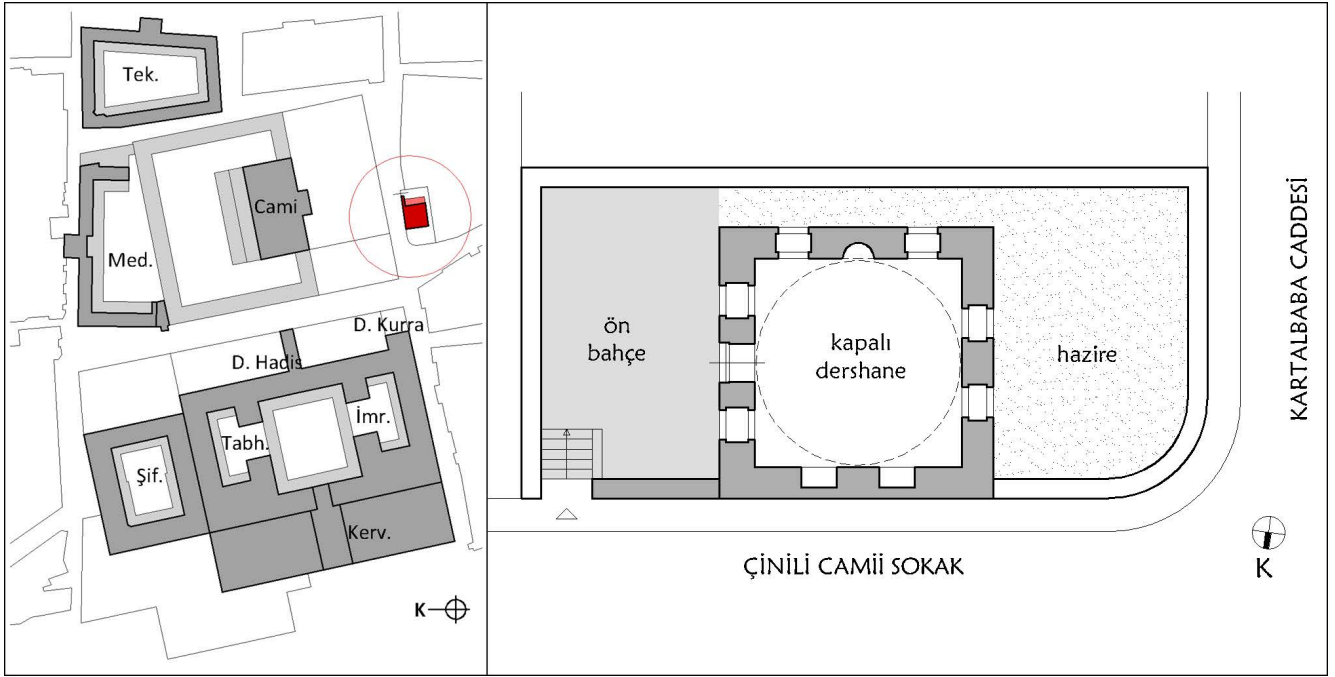 Tek.
Cami
Med.
D. Kurra
D. Hadis
İmr.
Tabh.
Şif.
Kerv.
K
ön
bahçe
kapalı
dershane
hazire
KARTALBABA CADDESİ
ÇİNİLİ CAMİİ SOKAK
K